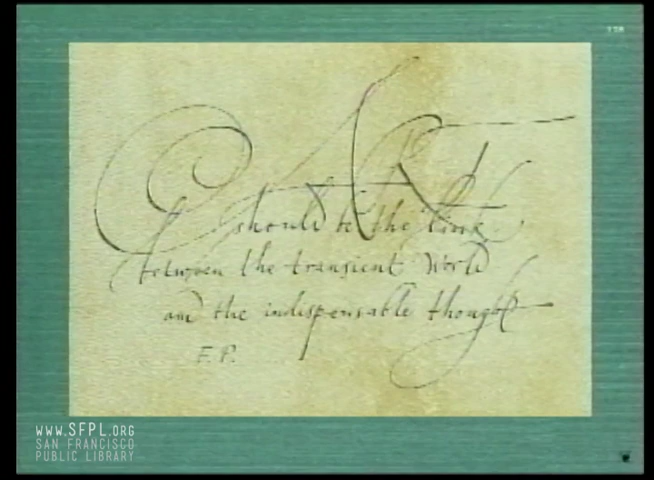 ART
should be the link
between the transient World
and the indispensable thought
F.P.
www.SFPL.ORG
SAN FRANCISCO
PUBLIC LIBRARY